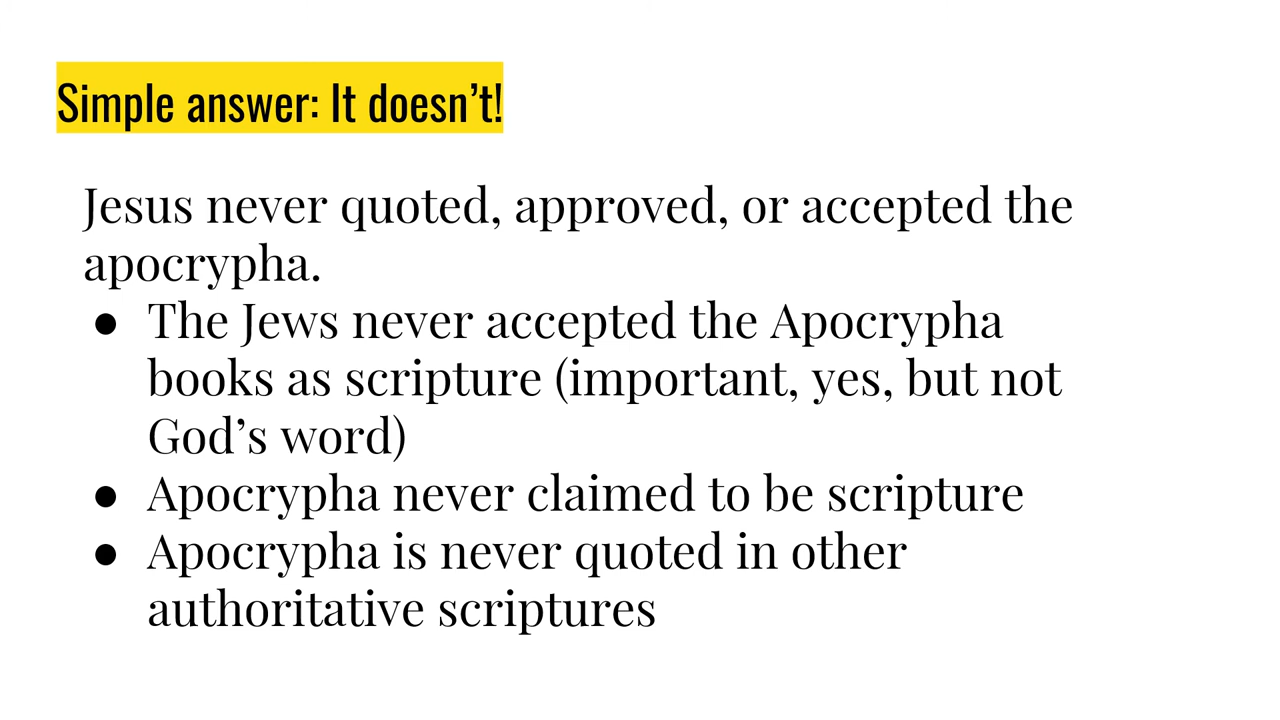 Simple answer: It doesn’t!
Jesus never quoted, approved, or accepted the
apocrypha.
● The Jews never accepted the Apocrypha
books as scripture (important, yes, but not
God’s word)
● Apocrypha never claimed to be scripture
● Apocrypha is never quoted in other
authoritative scriptures